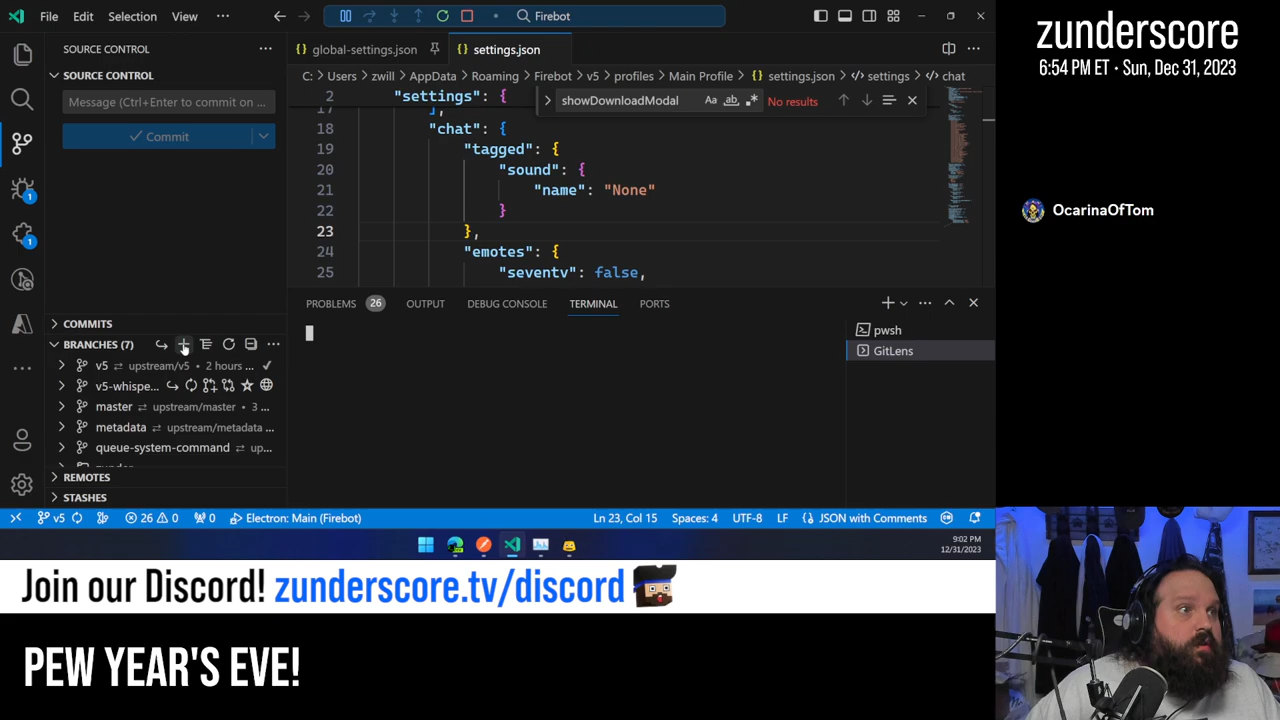 File Edit Selection View ··· Firebot
zunderscore
6:54 PM ET · Sun, Dec 31, 2023
OcarinaOfTom
SOURCE CONTROL
SOURCE CONTROL
Message (Ctrl+Enter to commit on ...
Commit
COMMITS
BRANCHES (7)
v5 upstream/v5 • 2 hours ...
v5-whispe...
master upstream/master • 3 ...
metadata upstream/metadata ...
queue-system-command up...
REMOTES
STASHES
global-settings.json settings.json
C: > Users > zwill > AppData > Roaming > Firebot > v5 > profiles > Main Profile > settings.json > settings > chat
showDownloadModal Aa ab .* No results
2 "settings": {
17 ],
18 "chat": {
19 "tagged": {
20 "sound": {
21 "name": "None"
22 }
23 },
24 "emotes": {
25 "seventv": false,
PROBLEMS 26 OUTPUT DEBUG CONSOLE TERMINAL PORTS
pwsh
GitLens
1
1
v5 26 0 0 Electron: Main (Firebot) Ln 23, Col 15 Spaces: 4 UTF-8 LF {} JSON with Comments
9:02 PM
12/31/2023
Join our Discord! zunderscore.tv/discord
PEW YEAR'S EVE!